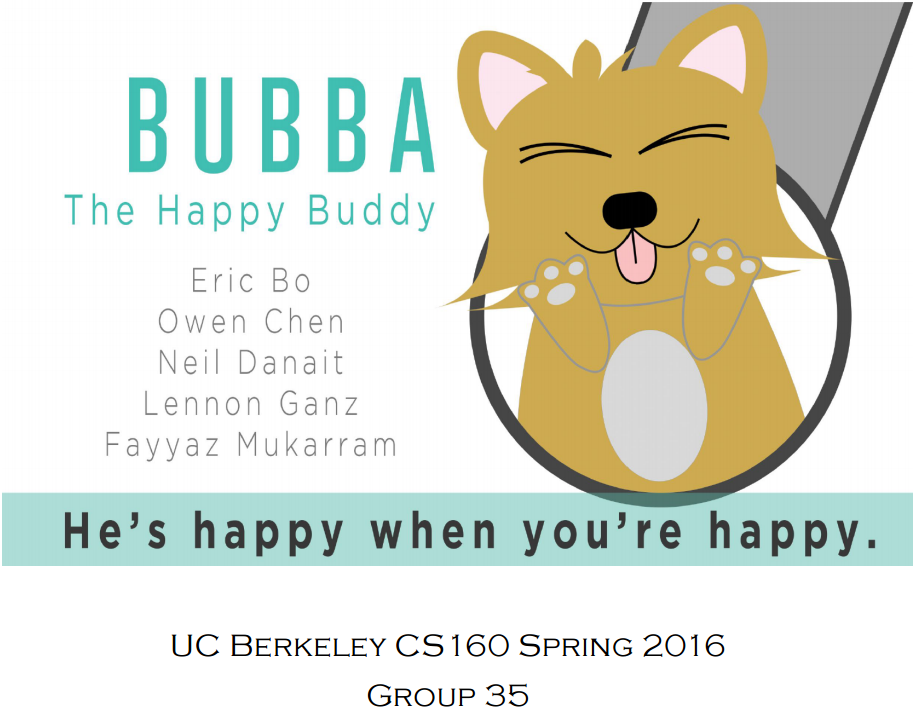 BUBBA
The Happy Buddy
Eric Bo
Owen Chen
Neil Danait
Lennon Ganz
Fayyaz Mukarram
He's happy when you're happy.
UC BERKELEY CS160 SPRING 2016
GROUP 35